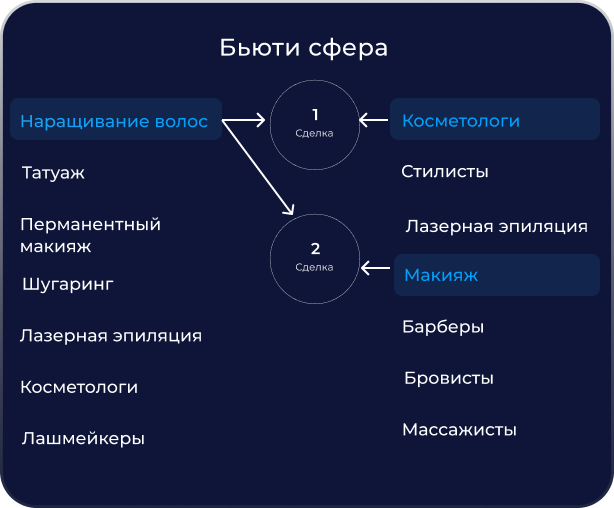 Бьюти сфера
Наращивание волос
Татуаж
Перманентный
макияж
Шугаринг
Лазерная эпиляция
Косметологи
Лашмейкеры
1
Сделка
2
Сделка
Косметологи
Стилисты
Лазерная эпиляция
Макияж
Барберы
Бровисты
Массажисты